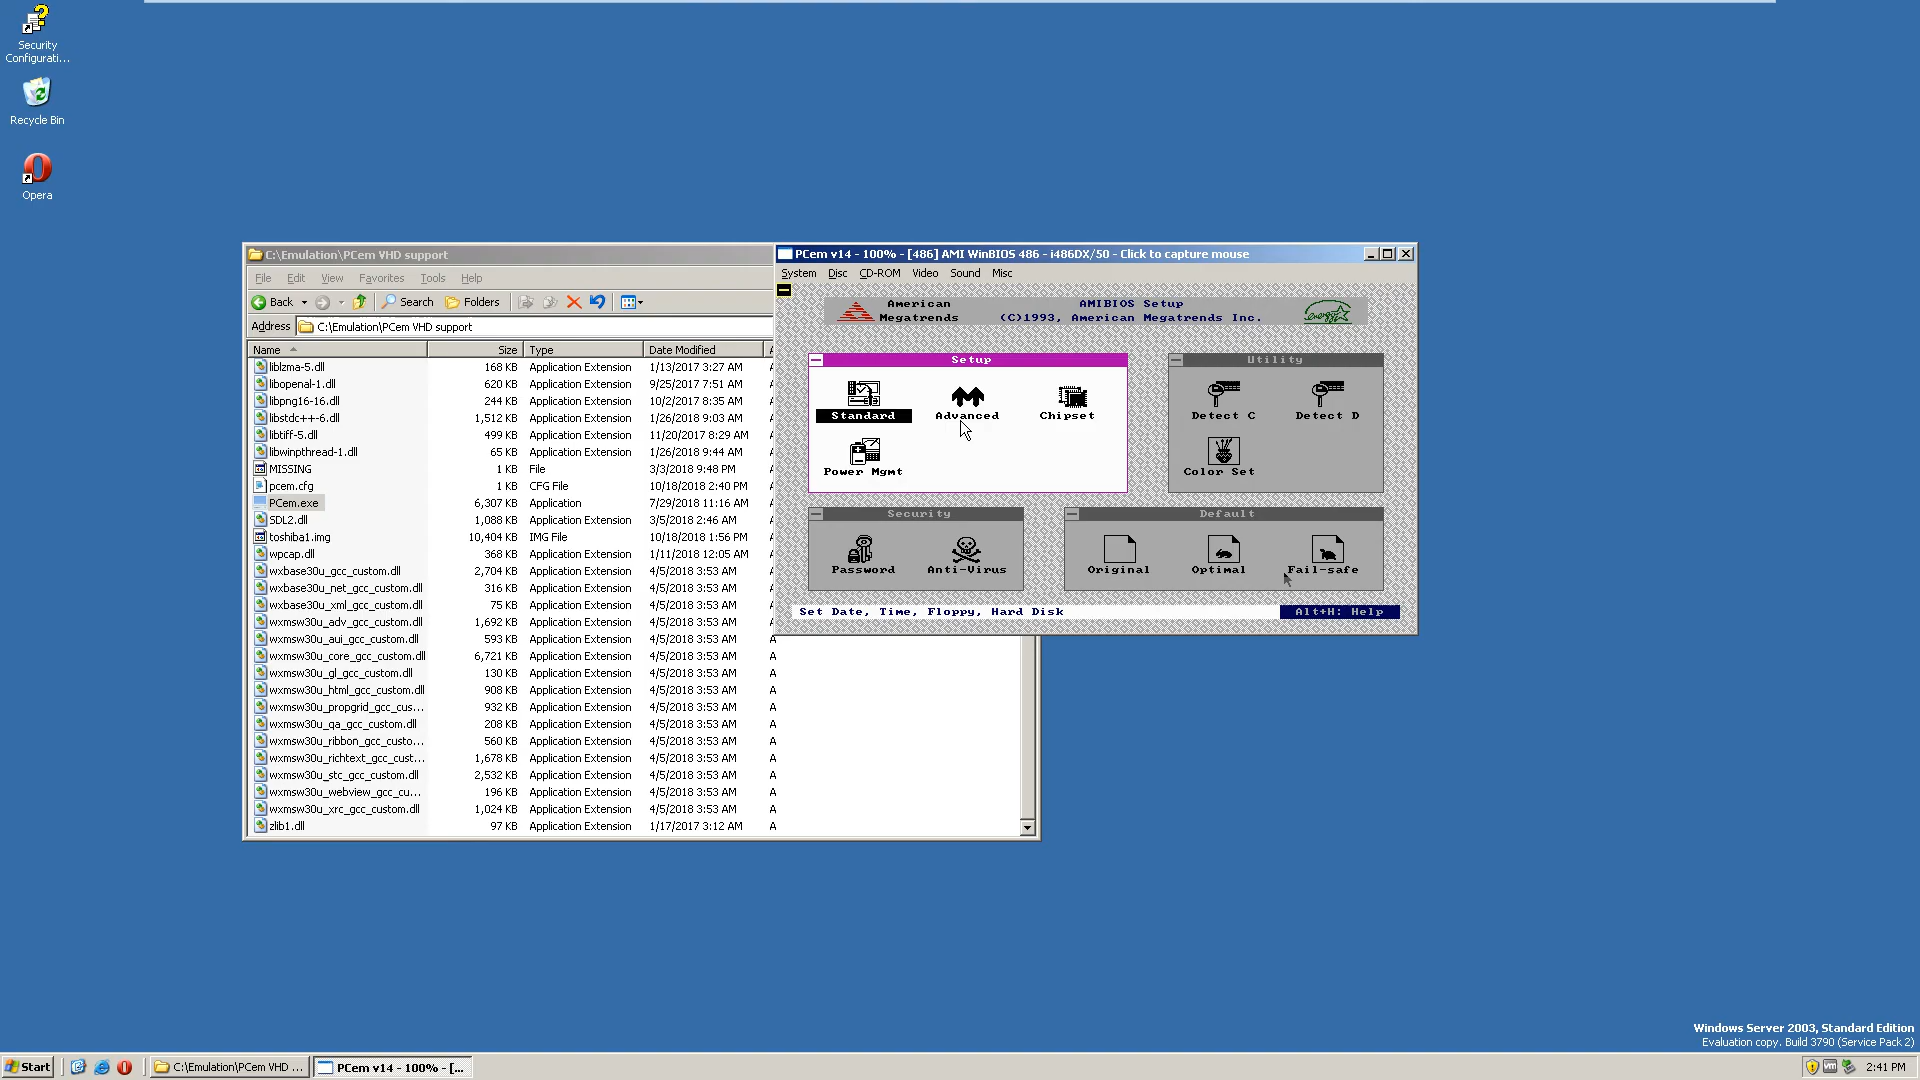 Security
Configurati...
Recycle Bin
Opera
C:\Emulation\PCem VHD support
File Edit View Favorites Tools Help
Back Search Folders
Address C:\Emulation\PCem VHD support
Name Size Type Date Modified A
liblzma-5.dll 168 KB Application Extension 1/13/2017 3:27 AM
libopenal-1.dll 620 KB Application Extension 9/25/2017 7:51 AM
libpng16-16.dll 244 KB Application Extension 10/2/2017 8:35 AM
libstdc++-6.dll 1,512 KB Application Extension 1/26/2018 9:03 AM
libtiff-5.dll 499 KB Application Extension 11/20/2017 8:29 AM
libwinpthread-1.dll 65 KB Application Extension 1/26/2018 9:44 AM
MISSING 1 KB File 3/3/2018 9:48 PM
pcem.cfg 1 KB CFG File 10/18/2018 2:40 PM
PCem.exe 6,307 KB Application 7/29/2018 11:16 AM
SDL2.dll 1,088 KB Application Extension 3/5/2018 2:46 AM
toshiba1.img 10,404 KB IMG File 10/18/2018 1:56 PM
wpcap.dll 368 KB Application Extension 1/11/2018 12:05 AM
wxbase30u_gcc_custom.dll 2,704 KB Application Extension 4/5/2018 3:53 AM
wxbase30u_net_gcc_custom.dll 316 KB Application Extension 4/5/2018 3:53 AM
wxbase30u_xml_gcc_custom.dll 75 KB Application Extension 4/5/2018 3:53 AM
wxmsw30u_adv_gcc_custom.dll 1,692 KB Application Extension 4/5/2018 3:53 AM
wxmsw30u_aui_gcc_custom.dll 593 KB Application Extension 4/5/2018 3:53 AM A
wxmsw30u_core_gcc_custom.dll 6,721 KB Application Extension 4/5/2018 3:53 AM A
wxmsw30u_gl_gcc_custom.dll 130 KB Application Extension 4/5/2018 3:53 AM A
wxmsw30u_html_gcc_custom.dll 908 KB Application Extension 4/5/2018 3:53 AM A
wxmsw30u_propgrid_gcc_cus... 932 KB Application Extension 4/5/2018 3:53 AM A
wxmsw30u_qa_gcc_custom.dll 208 KB Application Extension 4/5/2018 3:53 AM A
wxmsw30u_ribbon_gcc_custo... 560 KB Application Extension 4/5/2018 3:53 AM A
wxmsw30u_richtext_gcc_cust... 1,678 KB Application Extension 4/5/2018 3:53 AM A
wxmsw30u_stc_gcc_custom.dll 2,532 KB Application Extension 4/5/2018 3:53 AM A
wxmsw30u_webview_gcc_cu... 196 KB Application Extension 4/5/2018 3:53 AM A
wxmsw30u_xrc_gcc_custom.dll 1,024 KB Application Extension 4/5/2018 3:53 AM A
zlib1.dll 97 KB Application Extension 1/17/2017 3:12 AM A
PCem v14 - 100% - [486] AMI WinBIOS 486 - i486DX/50 - Click to capture mouse
System Disc CD-ROM Video Sound Misc
American
Megatrends
AMIBIOS Setup
(C)1993, American Megatrends Inc.
energy
Setup
Standard Advanced Chipset
Power Mgmt
Utility
Detect C Detect D
Color Set
Security
Password Anti-Virus
Default
Original Optimal Fail-safe
Set Date, Time, Floppy, Hard Disk
Alt+H: Help
Windows Server 2003, Standard Edition
Evaluation copy. Build 3790 (Service Pack 2)
Start C:\Emulation\PCem VHD ... PCem v14 - 100% - [... 2:41 PM